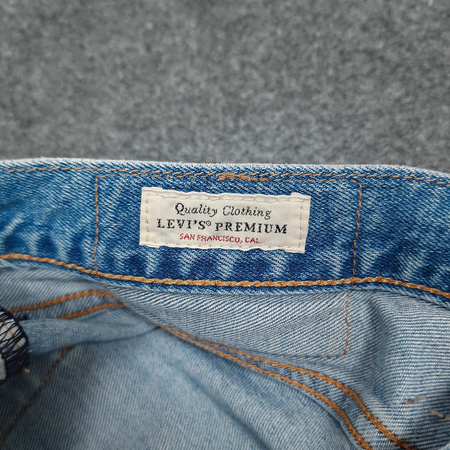 Quality Clothing
LEVI'S® PREMIUM
SAN FRANCISCO, CAL.